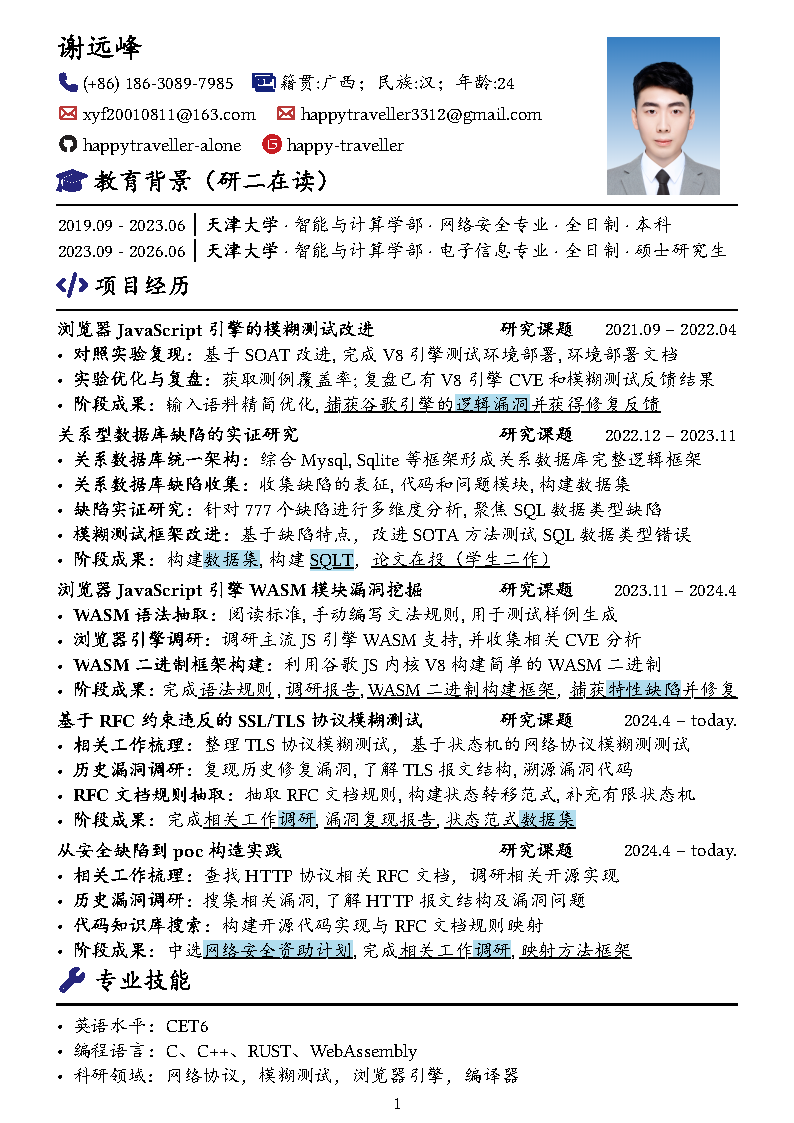 谢远峰
(+86) 186-3089-7985 籍贯:广西；民族:汉；年龄:24
xyf20010811@163.com happytraveller3312@gmail.com
happytraveller-alone happy-traveller
教育背景（研二在读）
2019.09 - 2023.06 天津大学 · 智能与计算学部 · 网络安全专业 · 全日制 · 本科
2023.09 - 2026.06 天津大学 · 智能与计算学部 · 电子信息专业 · 全日制 · 硕士研究生
项目经历
浏览器 JavaScript 引擎的模糊测试改进 研究课题 2021.09 – 2022.04
• 对照实验复现：基于 SOAT 改进, 完成 V8 引擎测试环境部署, 环境部署文档
• 实验优化与复盘：获取测例覆盖率; 复盘已有 V8 引擎 CVE 和模糊测试反馈结果
• 阶段成果：输入语料精简优化, 捕获谷歌引擎的逻辑漏洞并获得修复反馈
关系型数据库缺陷的实证研究 研究课题 2022.12 – 2023.11
• 关系数据库统一架构：综合 Mysql, Sqlite 等框架形成关系数据库完整逻辑框架
• 关系数据库缺陷收集：收集缺陷的表征, 代码和问题模块, 构建数据集
• 缺陷实证研究：针对 777 个缺陷进行多维度分析, 聚焦 SQL 数据类型缺陷
• 模糊测试框架改进：基于缺陷特点，改进 SOTA 方法测试 SQL 数据类型错误
• 阶段成果：构建数据集, 构建 SQLT，论文在投（学生二作）
浏览器 JavaScript 引擎 WASM 模块漏洞挖掘 研究课题 2023.11 – 2024.4
• WASM 语法抽取：阅读标准, 手动编写文法规则, 用于测试样例生成
• 浏览器引擎调研：调研主流 JS 引擎 WASM 支持, 并收集相关 CVE 分析
• WASM 二进制框架构建：利用谷歌 JS 内核 V8 构建简单的 WASM 二进制
• 阶段成果：完成语法规则, 调研报告, WASM 二进制构建框架, 捕获特性缺陷并修复
基于 RFC 约束违反的 SSL/TLS 协议模糊测试 研究课题 2024.4 – today.
• 相关工作梳理：整理 TLS 协议模糊测试，基于状态机的网络协议模糊测测试
• 历史漏洞调研：复现历史修复漏洞, 了解 TLS 报文结构, 溯源漏洞代码
• RFC 文档规则抽取：抽取 RFC 文档规则, 构建状态转移范式, 补充有限状态机
• 阶段成果：完成相关工作调研, 漏洞复现报告, 状态范式数据集
从安全缺陷到 poc 构造实践 研究课题 2024.4 – today.
• 相关工作梳理：查找 HTTP 协议相关 RFC 文档，调研相关开源实现
• 历史漏洞调研：搜集相关漏洞, 了解 HTTP 报文结构及漏洞问题
• 代码知识库搜索：构建开源代码实现与 RFC 文档规则映射
• 阶段成果：中选网络安全资助计划, 完成相关工作调研, 映射方法框架
专业技能
• 英语水平：CET6
• 编程语言：C、C++、RUST、WebAssembly
• 科研领域：网络协议，模糊测试，浏览器引擎，编译器
1